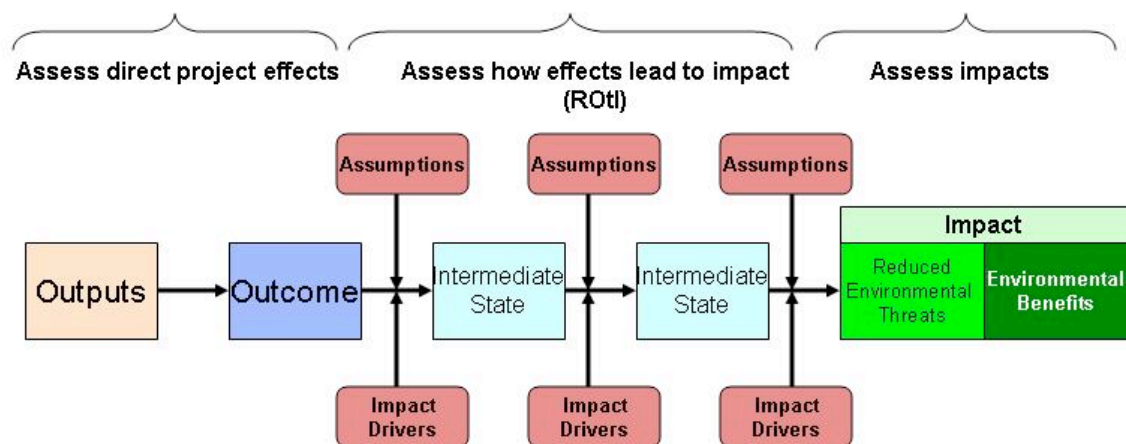 Assess direct project effects
Assess how effects lead to impact
(ROtI)
Assess impacts
Assumptions
Assumptions
Assumptions
Outputs
Outcome
Intermediate
State
Intermediate
State
Impact
Reduced
Environmental
Threats
Environmental
Benefits
Impact
Drivers
Impact
Drivers
Impact
Drivers